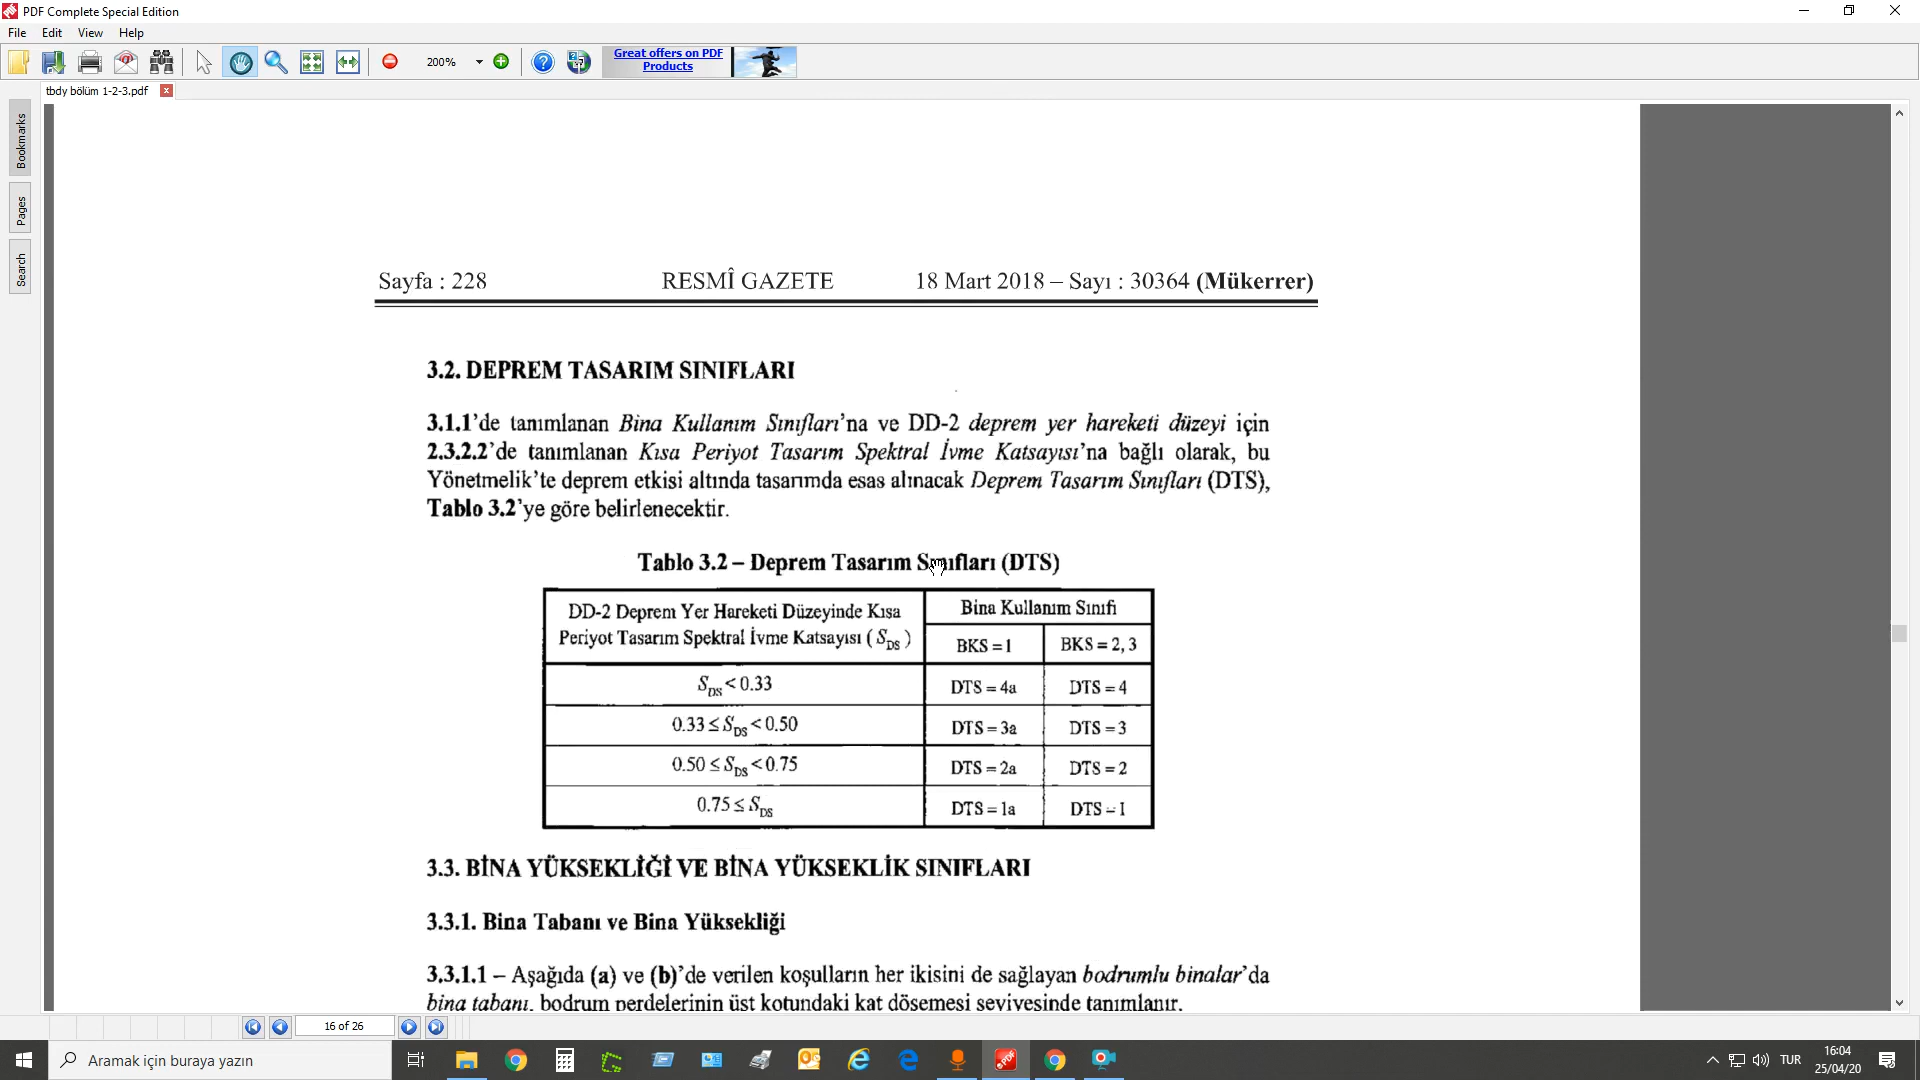 PDF Complete Special Edition
File Edit View Help
200%
Great offers on PDF
Products
tbdy bölüm 1-2-3.pdf
Bookmarks
Pages
Search
Sayfa : 228 RESMÎ GAZETE 18 Mart 2018 – Sayı : 30364 (Mükerrer)
3.2. DEPREM TASARIM SINIFLARI
3.1.1'de tanımlanan Bina Kullanım Sınıfları'na ve DD-2 deprem yer hareketi düzeyi için
2.3.2.2'de tanımlanan Kısa Periyot Tasarım Spektral İvme Katsayısı'na bağlı olarak, bu
Yönetmelik'te deprem etkisi altında tasarımda esas alınacak Deprem Tasarım Sınıfları (DTS),
Tablo 3.2'ye göre belirlenecektir.
Tablo 3.2 – Deprem Tasarım Sınıfları (DTS)
DD-2 Deprem Yer Hareketi Düzeyinde Kısa
Periyot Tasarım Spektral İvme Katsayısı ( SDS )
Bina Kullanım Sınıfı
BKS = 1 BKS = 2, 3
SDS < 0.33 DTS = 4a DTS = 4
0.33 ≤ SDS < 0.50 DTS = 3a DTS = 3
0.50 ≤ SDS < 0.75 DTS = 2a DTS = 2
0.75 ≤ SDS DTS = 1a DTS = 1
3.3. BİNA YÜKSEKLİĞİ VE BİNA YÜKSEKLİK SINIFLARI
3.3.1. Bina Tabanı ve Bina Yüksekliği
3.3.1.1 – Aşağıda (a) ve (b)'de verilen koşulların her ikisini de sağlayan bodrumlu binalar'da
bina tabanı, bodrum perdelerinin üst kotundaki kat döşemesi seviyesinde tanımlanır.
16 of 26
Aramak için buraya yazın
TUR
16:04
25/04/20